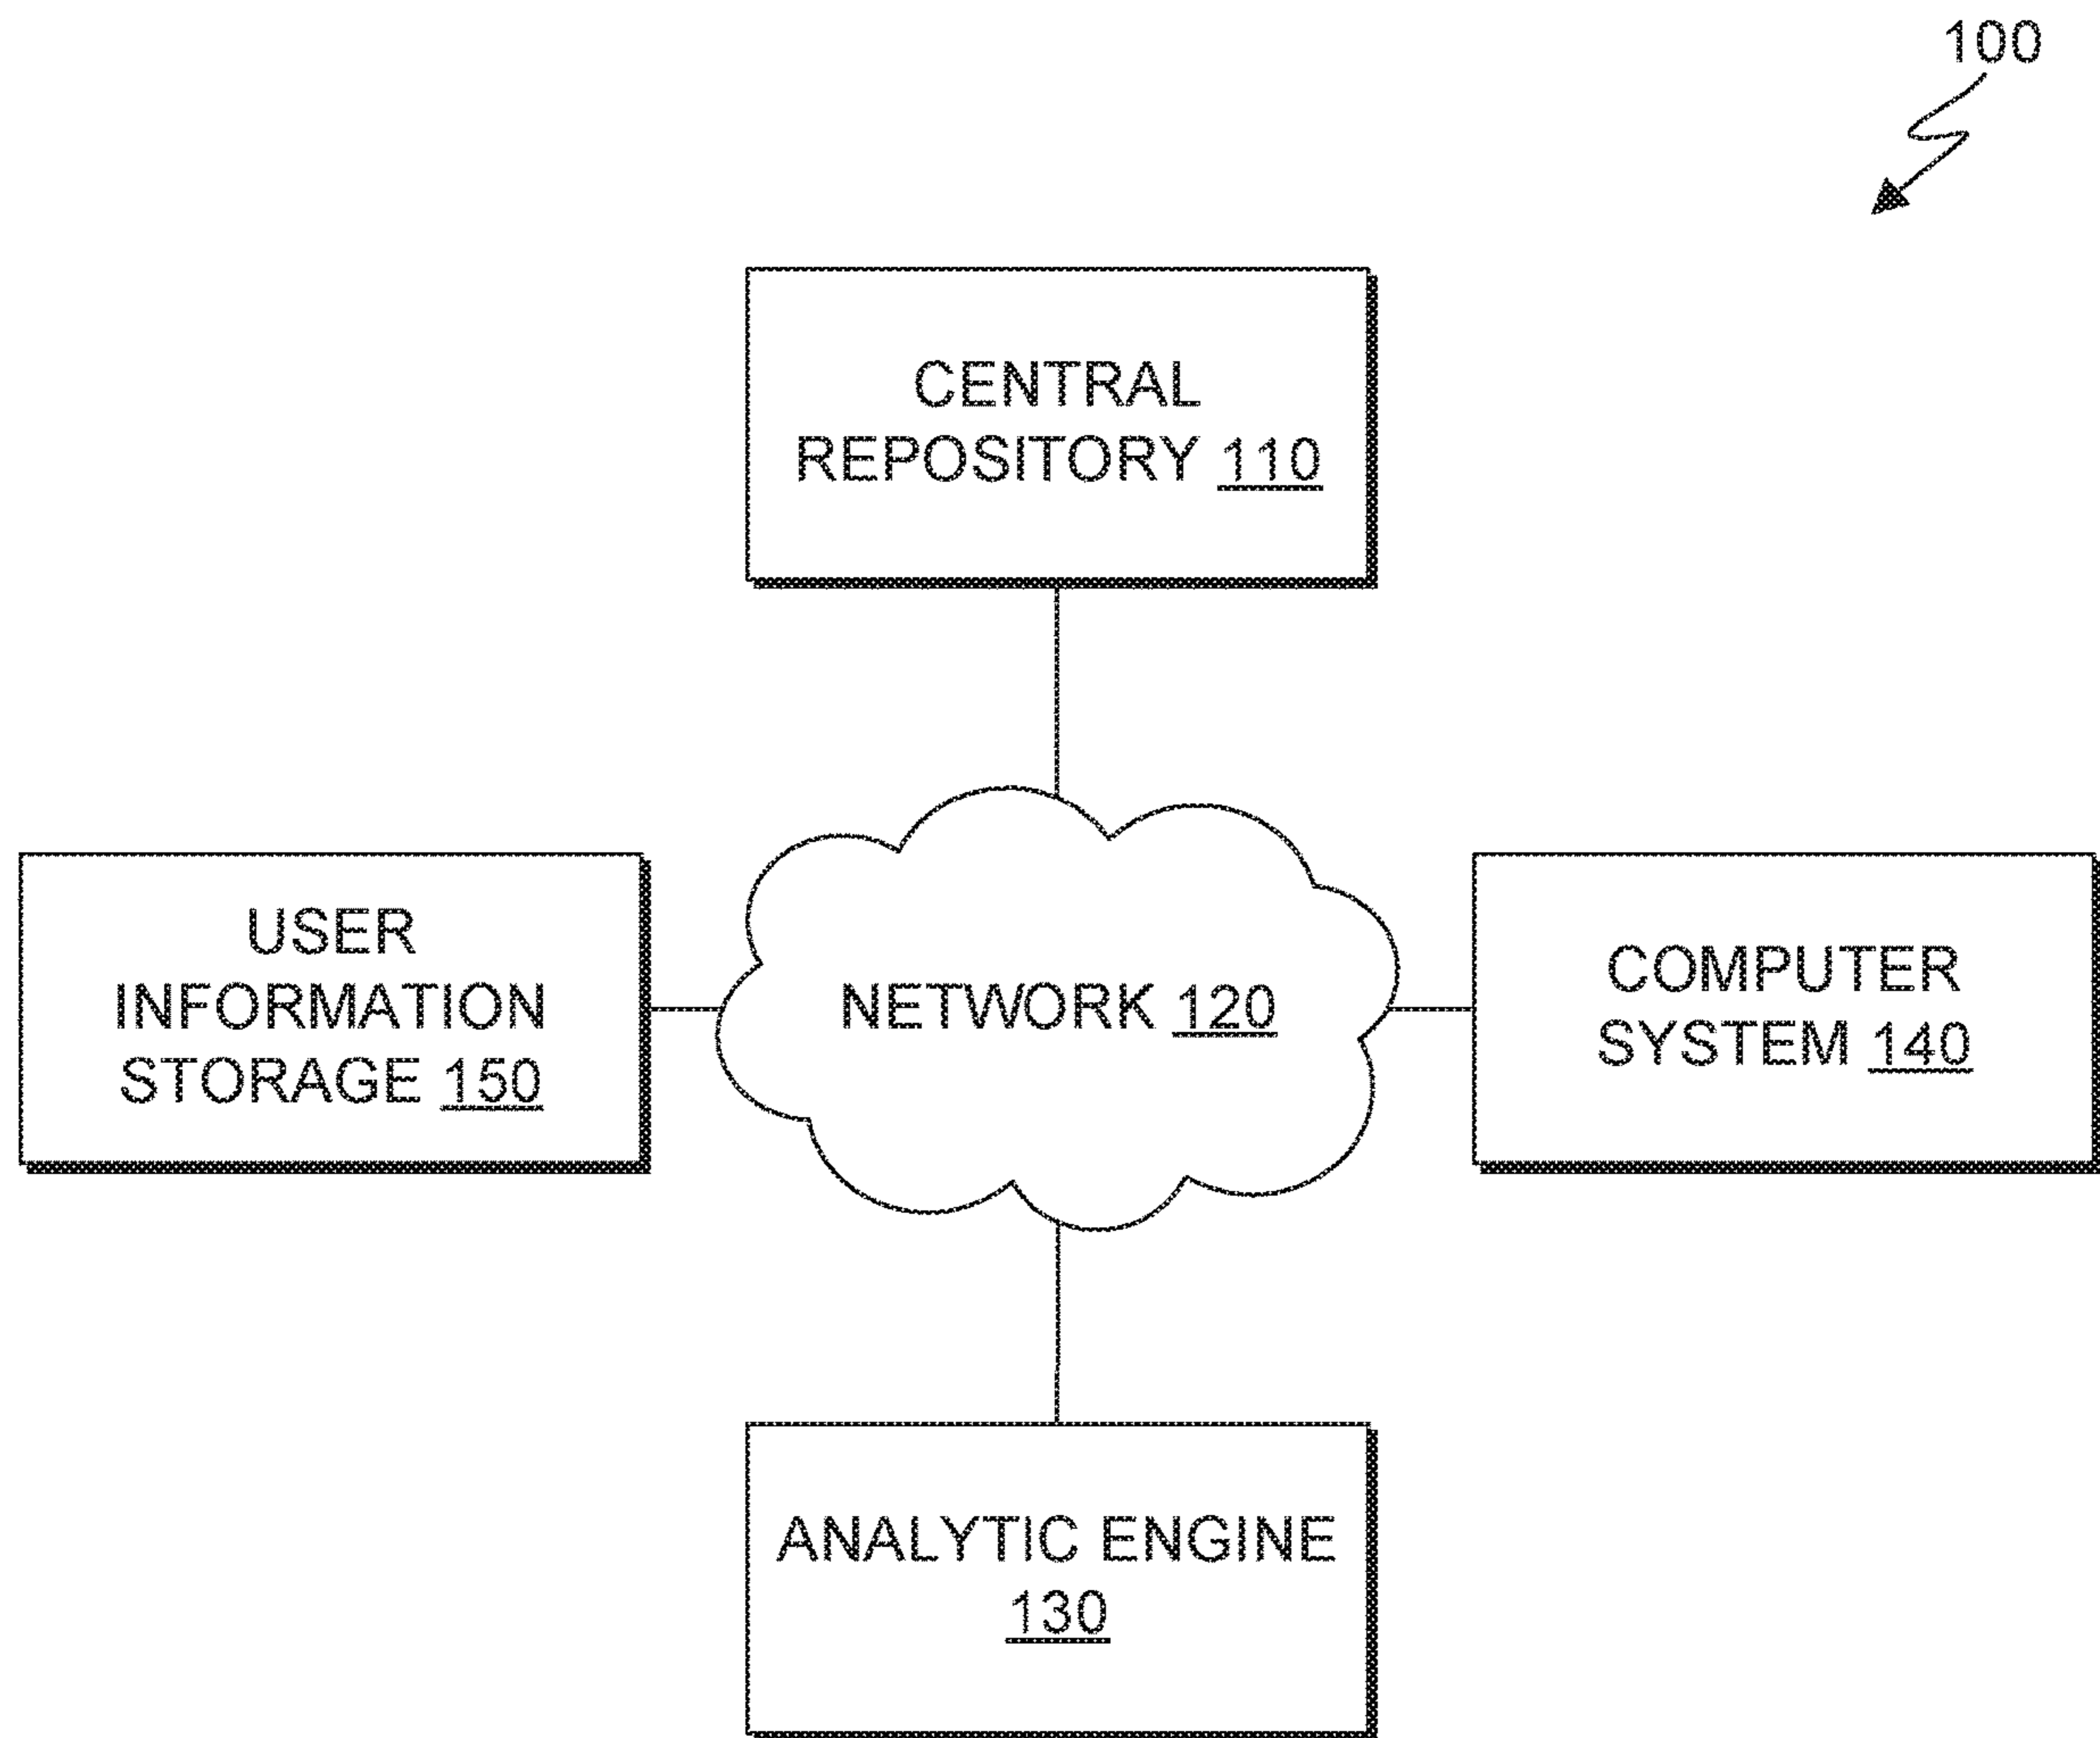 100
CENTRAL
REPOSITORY 110
USER
INFORMATION
STORAGE 150
NETWORK 120
COMPUTER
SYSTEM 140
ANALYTIC ENGINE
130